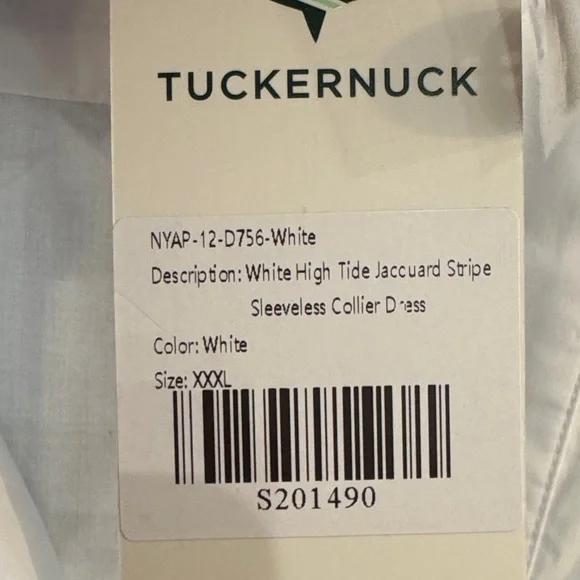 TUCKERNUCK
NYAP-12-D756-White
Description: White High Tide Jaccuard Stripe
Sleeveless Collier Dress
Color: White
Size: XXXL
S201490